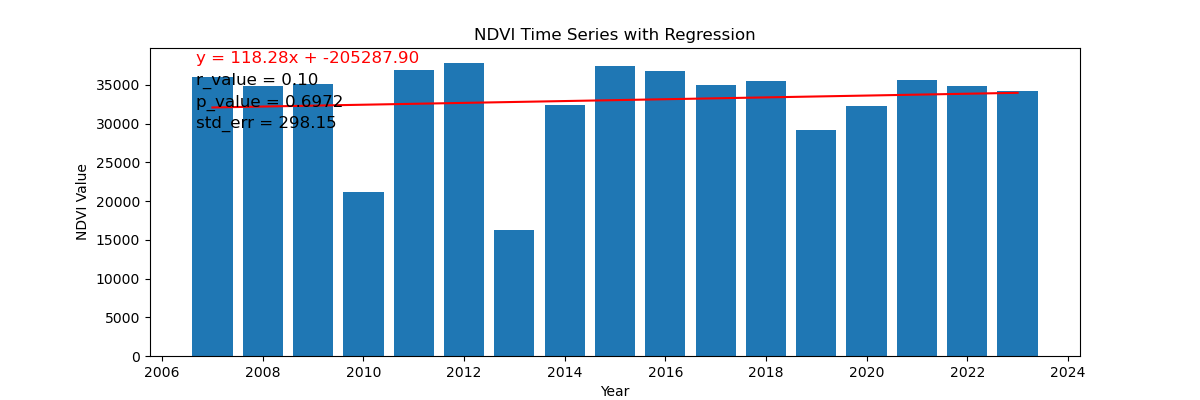 NDVI Time Series with Regression
y = 118.28x + -205287.90
r_value = 0.10
p_value = 0.6972
std_err = 298.15
NDVI Value
35000
30000
25000
20000
15000
10000
5000
0
2006 2008 2010 2012 2014 2016 2018 2020 2022 2024
Year